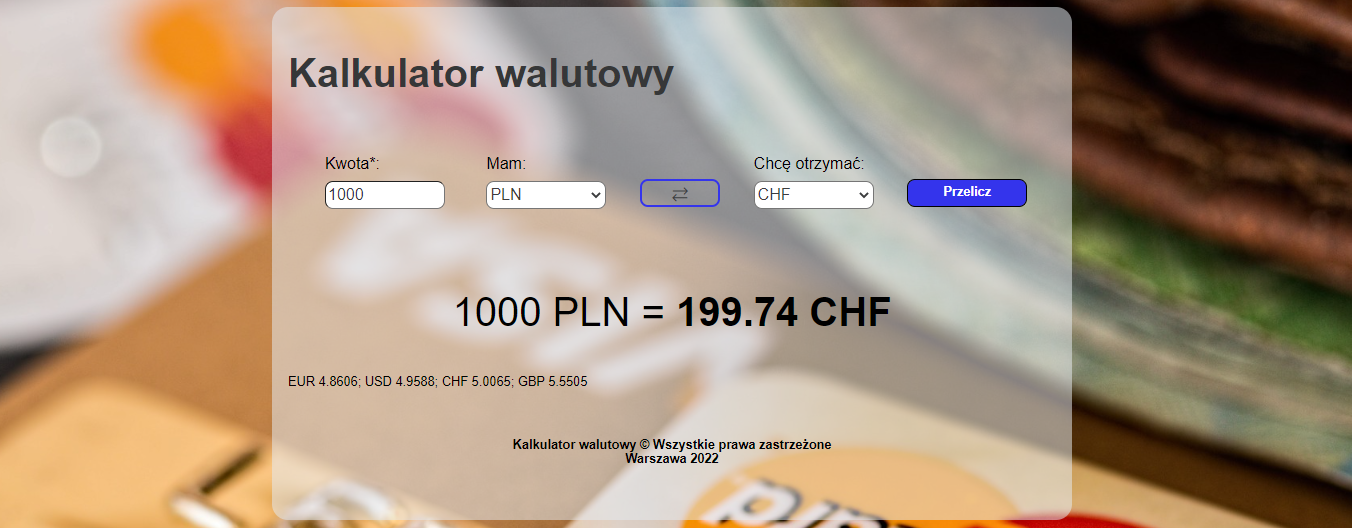 Kalkulator walutowy
Kwota*: Mam: Chcę otrzymać:
1000 PLN CHF Przelicz
1000 PLN = 199.74 CHF
EUR 4.8606; USD 4.9588; CHF 5.0065; GBP 5.5505
Kalkulator walutowy © Wszystkie prawa zastrzeżone
Warszawa 2022